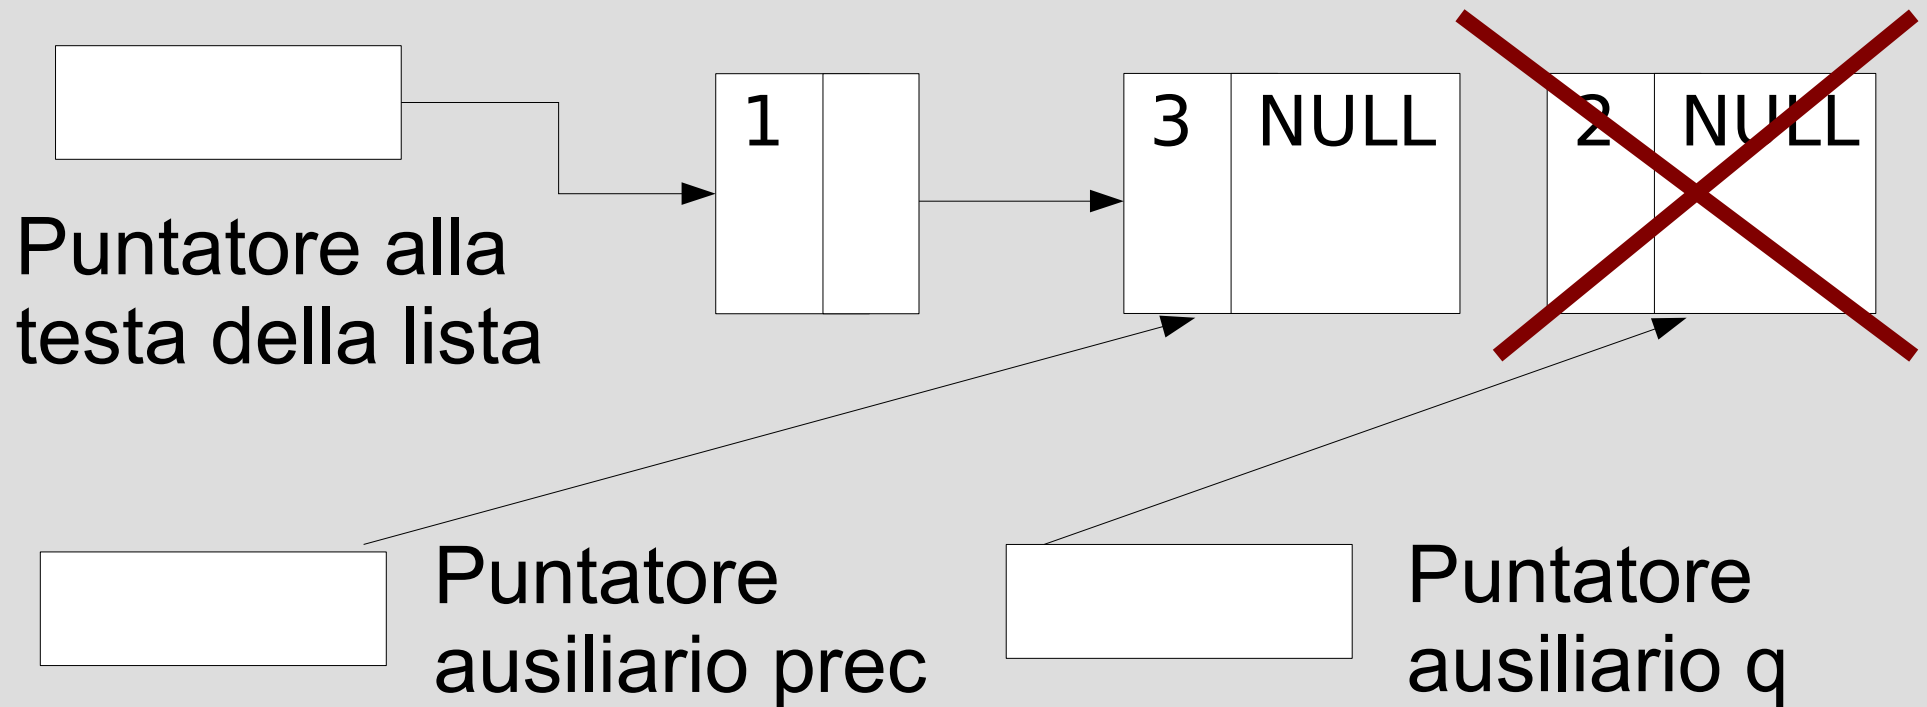 1
3 NULL
2 NULL
Puntatore alla
testa della lista
Puntatore
ausiliario prec
Puntatore
ausiliario q